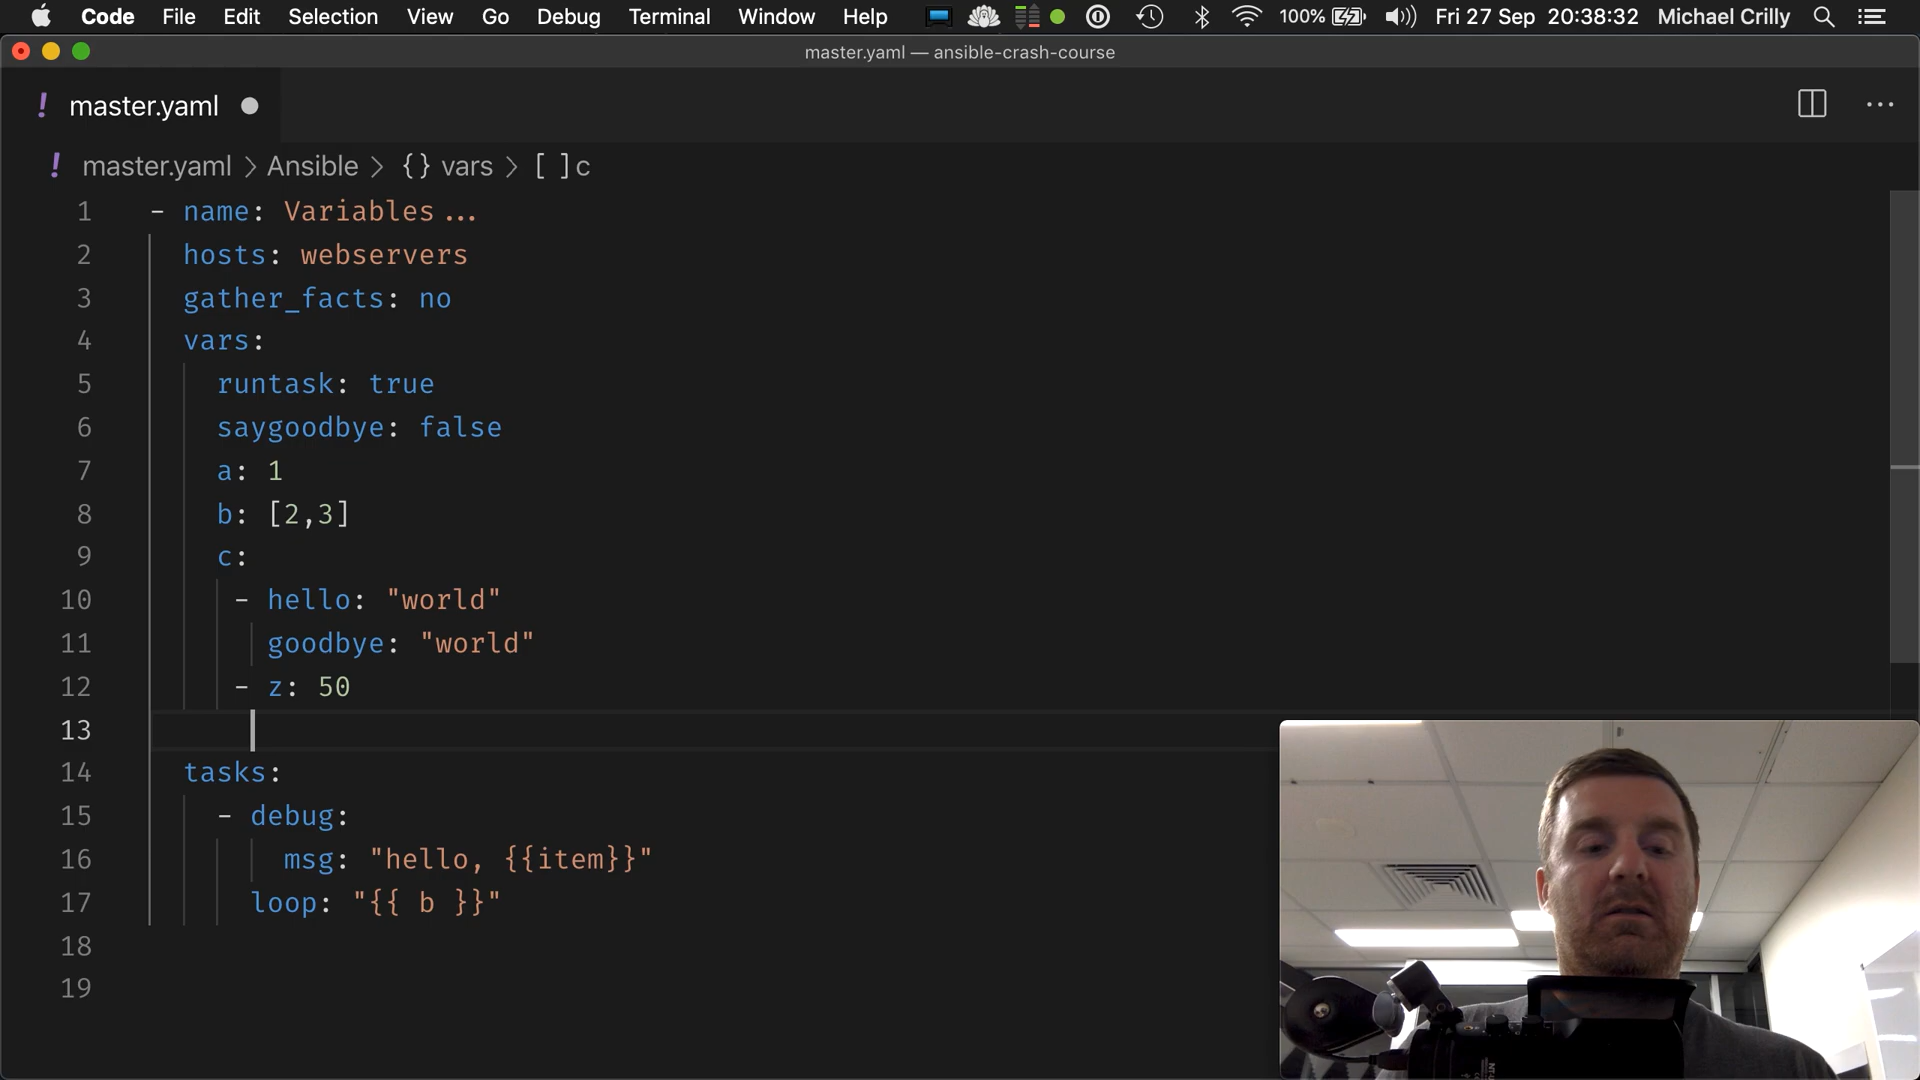 Code File Edit Selection View Go Debug Terminal Window Help 100% Fri 27 Sep 20:38:32 Michael Crilly
master.yaml — ansible-crash-course
! master.yaml
! master.yaml > Ansible > {} vars > [ ] c
1 - name: Variables...
2 hosts: webservers
3 gather_facts: no
4 vars:
5 runtask: true
6 saygoodbye: false
7 a: 1
8 b: [2,3]
9 c:
10 - hello: "world"
11 goodbye: "world"
12 - z: 50
13
14 tasks:
15 - debug:
16 msg: "hello, {{item}}"
17 loop: "{{ b }}"
18
19